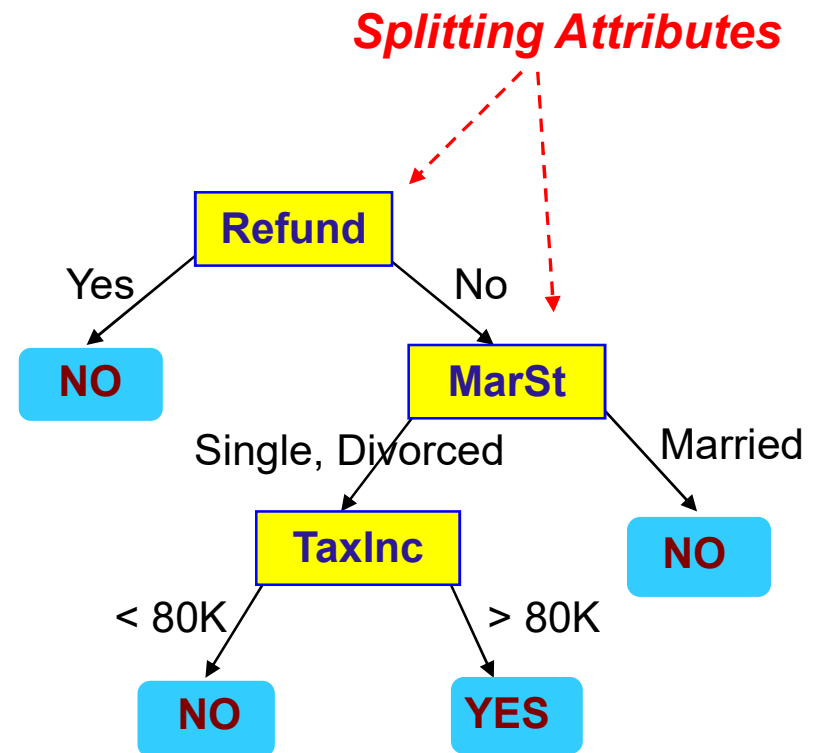 Splitting Attributes
Refund
Yes
No
NO
MarSt
Single, Divorced
Married
TaxInc
NO
< 80K
> 80K
NO
YES